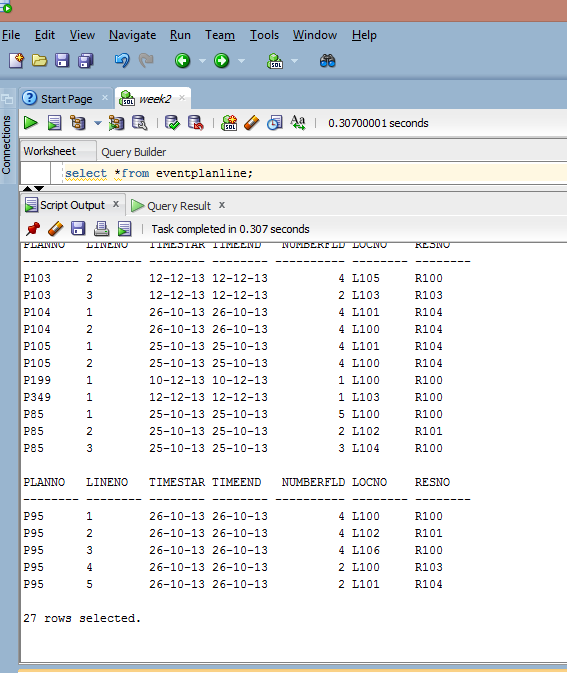 File Edit View Navigate Run Team Tools Window Help
SQL
Start Page × week2 ×
SQL Aa 0.30700001 seconds
Connections
Worksheet Query Builder
select *from eventplanline;
Script Output x Query Result x
Task completed in 0.307 seconds
PLANNO LINENO TIMESTAR TIMEEND NUMBERFLD LOCNO RESNO
-------- -------- -------- -------- ---------- -------- --------
P103 2 12-12-13 12-12-13 4 L105 R100
P103 3 12-12-13 12-12-13 2 L103 R103
P104 1 26-10-13 26-10-13 4 L101 R104
P104 2 26-10-13 26-10-13 4 L100 R104
P105 1 25-10-13 25-10-13 4 L101 R104
P105 2 25-10-13 25-10-13 4 L100 R104
P199 1 10-12-13 10-12-13 1 L100 R100
P349 1 12-12-13 12-12-13 1 L103 R100
P85 1 25-10-13 25-10-13 5 L100 R100
P85 2 25-10-13 25-10-13 2 L102 R101
P85 3 25-10-13 25-10-13 3 L104 R100
PLANNO LINENO TIMESTAR TIMEEND NUMBERFLD LOCNO RESNO
-------- -------- -------- -------- ---------- -------- --------
P95 1 26-10-13 26-10-13 4 L100 R100
P95 2 26-10-13 26-10-13 4 L102 R101
P95 3 26-10-13 26-10-13 4 L106 R100
P95 4 26-10-13 26-10-13 2 L100 R103
P95 5 26-10-13 26-10-13 2 L101 R104
27 rows selected.